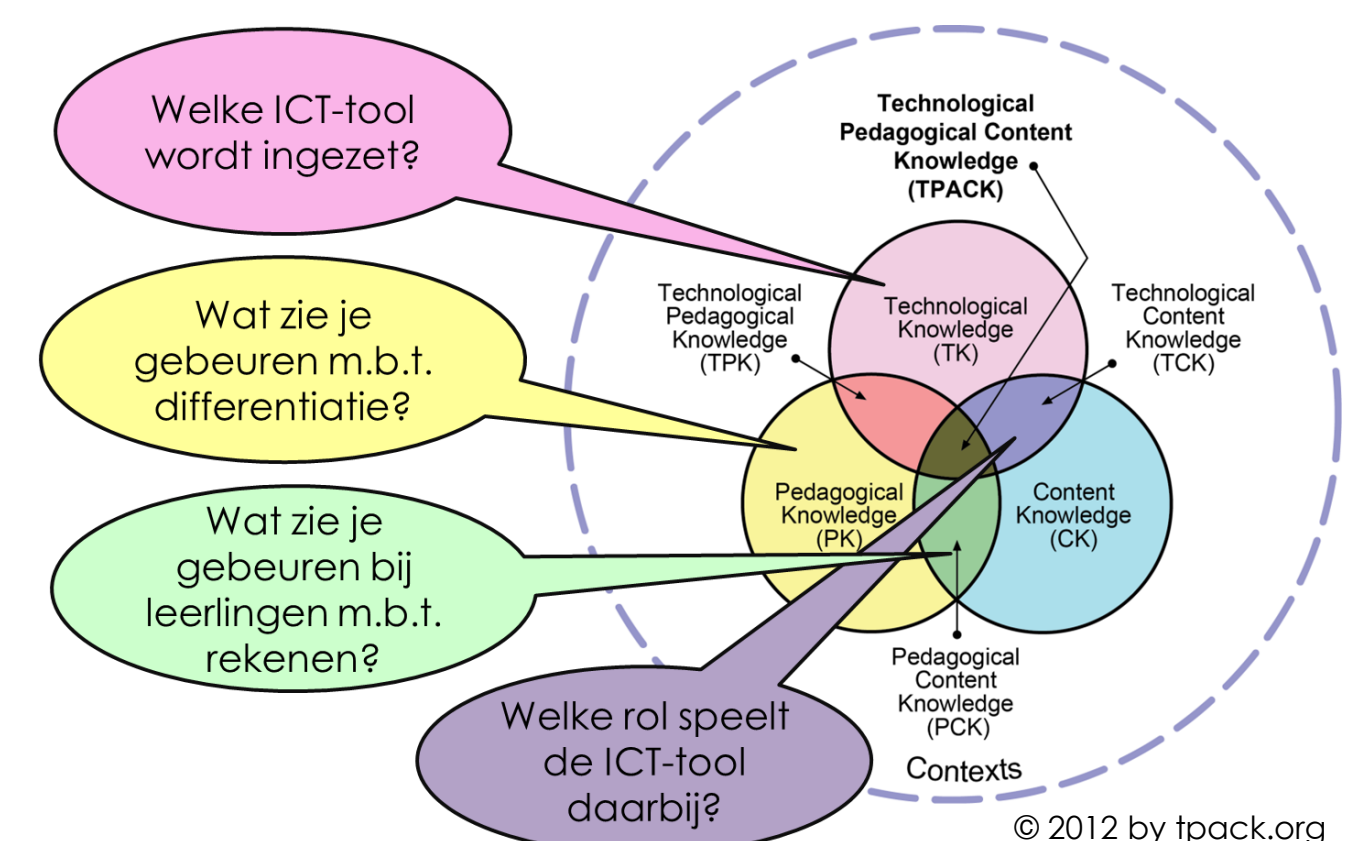 Welke ICT-tool
wordt ingezet?
Wat zie je
gebeuren m.b.t.
differentiatie?
Wat zie je
gebeuren bij
leerlingen m.b.t.
rekenen?
Welke rol speelt
de ICT-tool
daarbij?
Technological
Pedagogical Content
Knowledge
(TPACK)
Technological
Pedagogical
Knowledge
(TPK)
Technological
Knowledge
(TK)
Technological
Content
Knowledge
(TCK)
Pedagogical
Knowledge
(PK)
Content
Knowledge
(CK)
Pedagogical
Content
Knowledge
(PCK)
Contexts
© 2012 by tpack.org